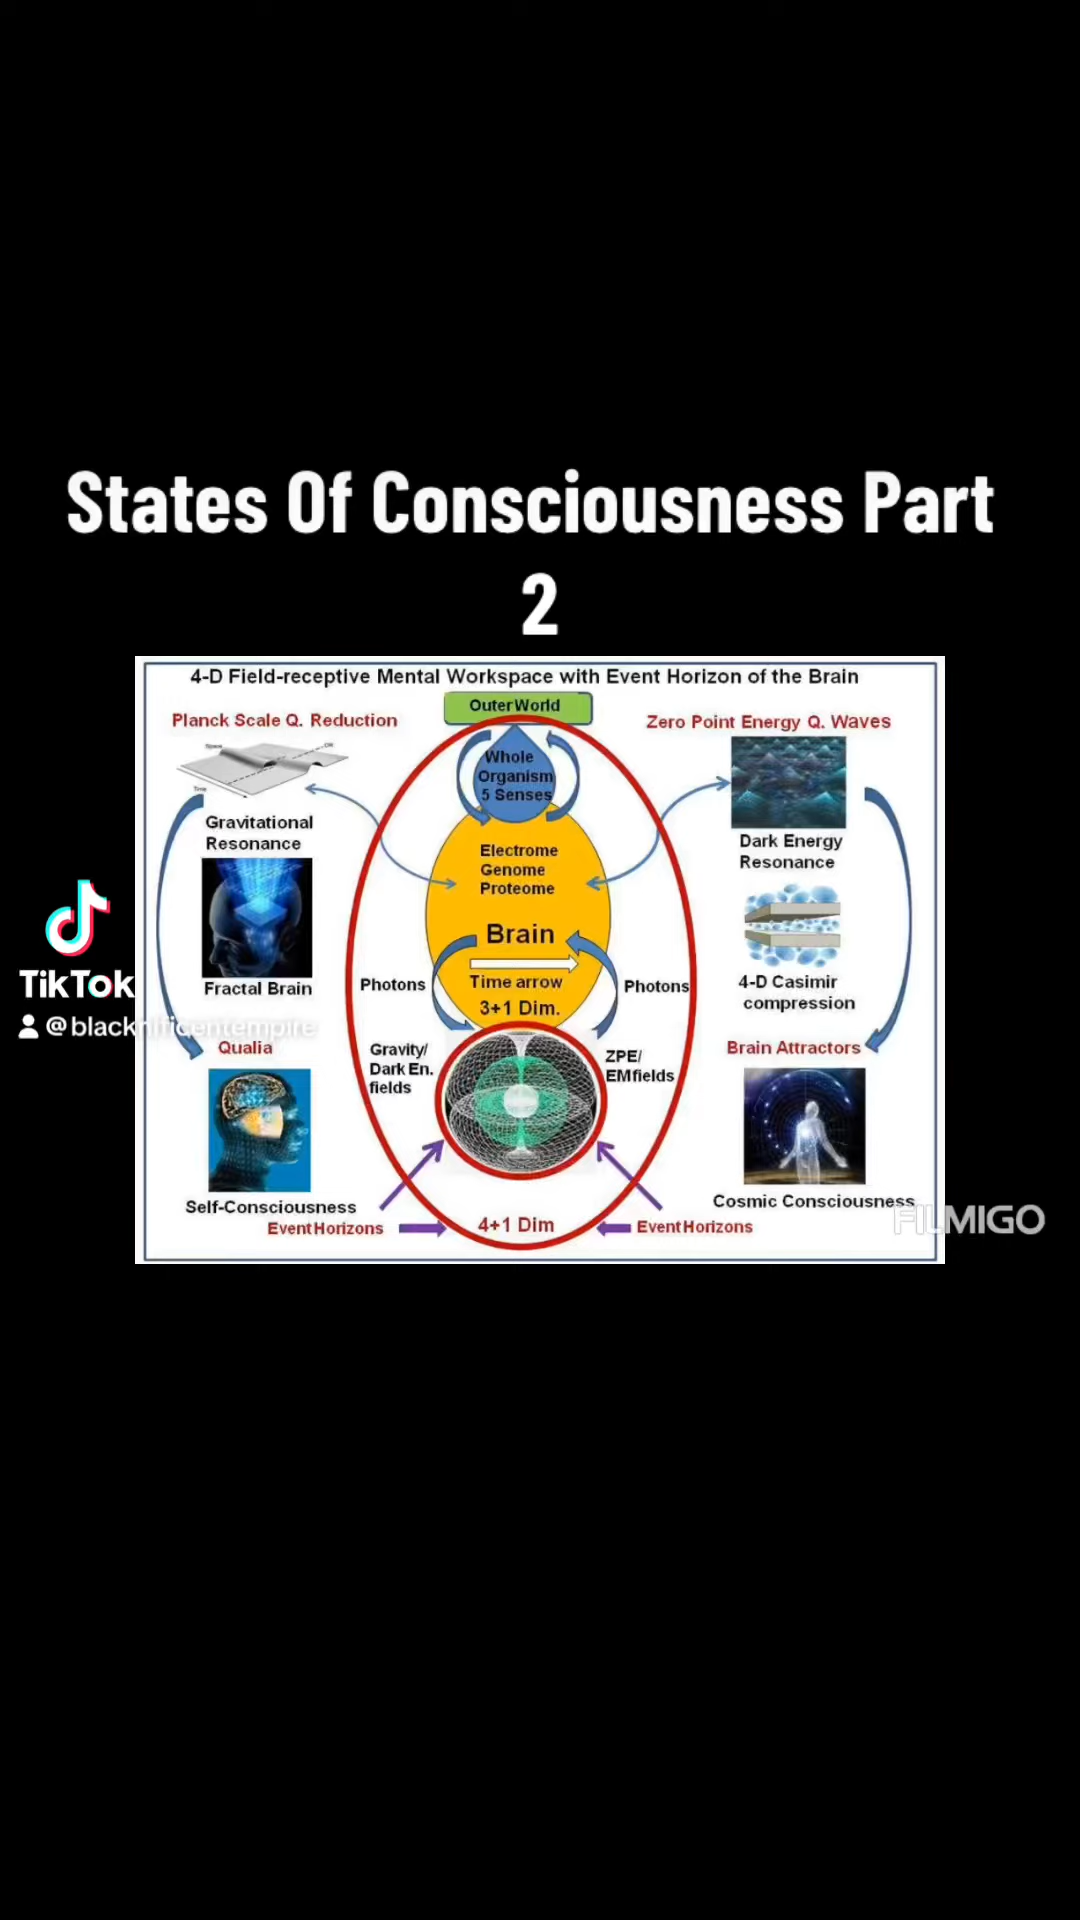 States Of Consciousness Part
2
4-D Field-receptive Mental Workspace with Event Horizon of the Brain
Outer World
Planck Scale Q. Reduction
Zero Point Energy Q. Waves
Space
Time
Whole
Organism
5 Senses
Gravitational
Resonance
Dark Energy
Resonance
Electrome
Genome
Proteome
Brain
Time arrow
3+1 Dim.
Photons
Photons
Fractal Brain
4-D Casimir
compression
TikTok
@blacknificentempire
Qualia
Brain Attractors
Gravity/
Dark En.
fields
ZPE/
EMfields
Self-Consciousness
Cosmic Consciousness
Event Horizons
4+1 Dim
Event Horizons
FILMIGO